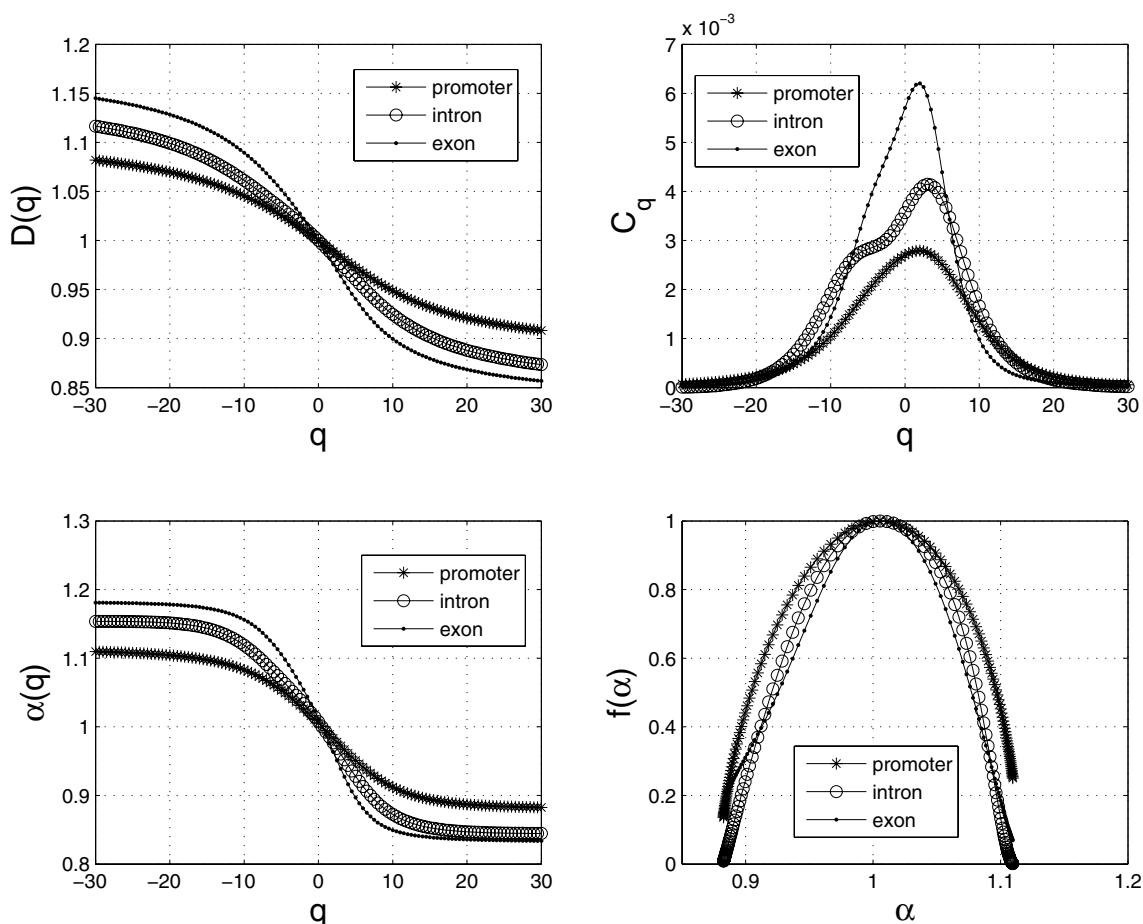 1.2
1.15
1.1
1.05
1
0.95
0.9
0.85
D(q)
−30 −20 −10 0 10 20 30
q
promoter
intron
exon
x 10−3
7
6
5
4
3
2
1
0
Cq
−30 −20 −10 0 10 20 30
q
promoter
intron
exon
1.3
1.2
1.1
1
0.9
0.8
α(q)
−30 −20 −10 0 10 20 30
q
promoter
intron
exon
1
0.8
0.6
0.4
0.2
0
f(α)
0.9 1 1.1 1.2
α
promoter
intron
exon